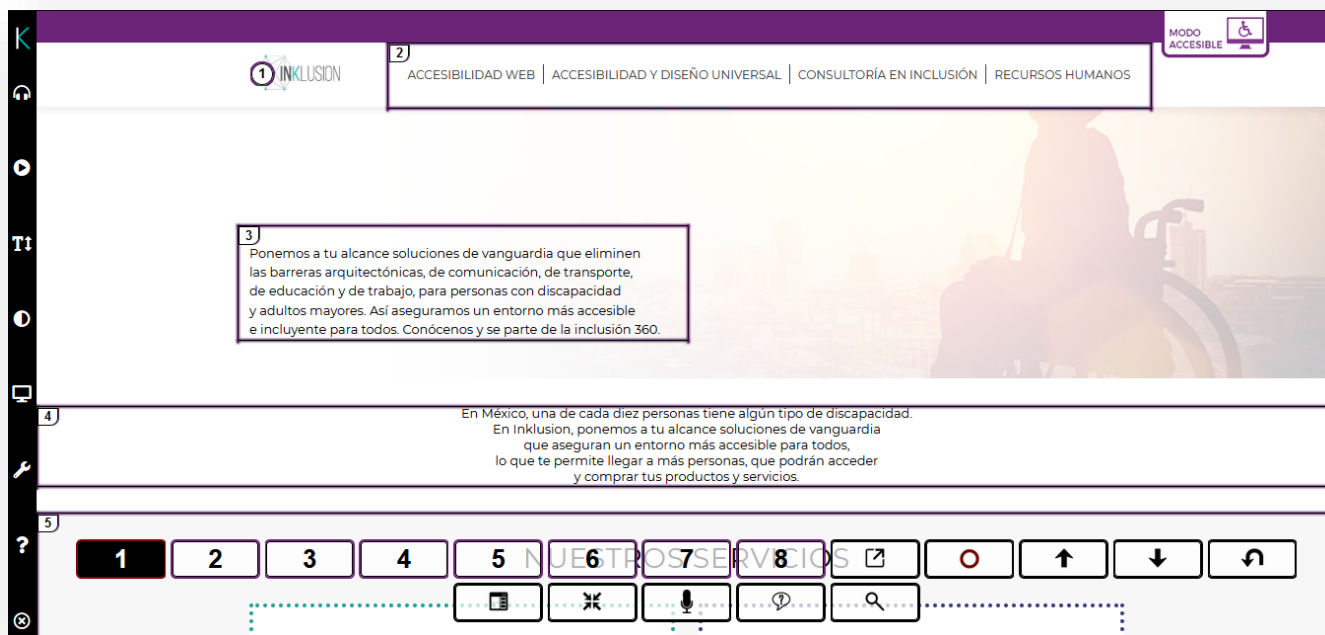 MODO
ACCESIBLE
1 INKLUSION
2
ACCESIBILIDAD WEB | ACCESIBILIDAD Y DISEÑO UNIVERSAL | CONSULTORÍA EN INCLUSIÓN | RECURSOS HUMANOS
3
Ponemos a tu alcance soluciones de vanguardia que eliminen
las barreras arquitectónicas, de comunicación, de transporte,
de educación y de trabajo, para personas con discapacidad
y adultos mayores. Así aseguramos un entorno más accesible
e incluyente para todos. Conócenos y se parte de la inclusión 360.
4
En México, una de cada diez personas tiene algún tipo de discapacidad.
En Inklusion, ponemos a tu alcance soluciones de vanguardia
que aseguran un entorno más accesible para todos,
lo que te permite llegar a más personas, que podrán acceder
y comprar tus productos y servicios.
5
NUESTROS SERVICIOS
1 2 3 4 5 6 7 8